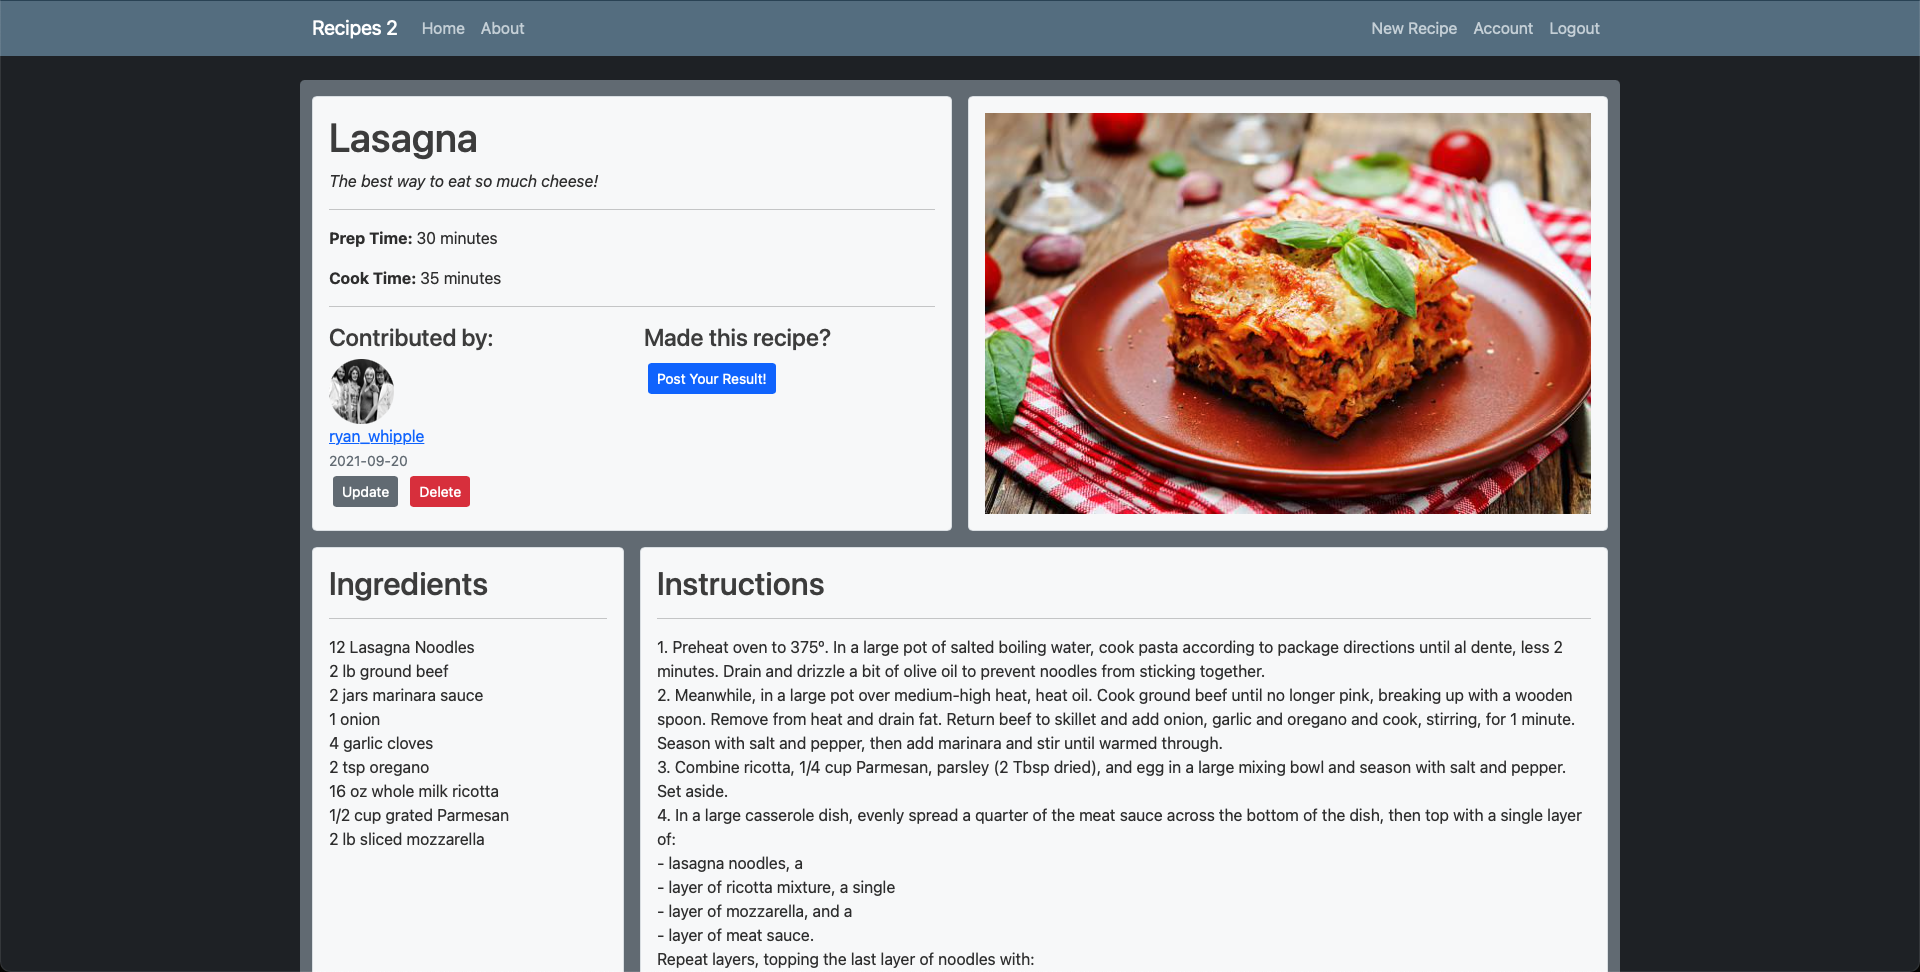 Recipes 2 Home About New Recipe Account Logout
Lasagna
The best way to eat so much cheese!
Prep Time: 30 minutes
Cook Time: 35 minutes
Contributed by:
ryan_whipple
2021-09-20
Update Delete
Made this recipe?
Post Your Result!
Ingredients
12 Lasagna Noodles
2 lb ground beef
2 jars marinara sauce
1 onion
4 garlic cloves
2 tsp oregano
16 oz whole milk ricotta
1/2 cup grated Parmesan
2 lb sliced mozzarella
Instructions
1. Preheat oven to 375º. In a large pot of salted boiling water, cook pasta according to package directions until al dente, less 2
minutes. Drain and drizzle a bit of olive oil to prevent noodles from sticking together.
2. Meanwhile, in a large pot over medium-high heat, heat oil. Cook ground beef until no longer pink, breaking up with a wooden
spoon. Remove from heat and drain fat. Return beef to skillet and add onion, garlic and oregano and cook, stirring, for 1 minute.
Season with salt and pepper, then add marinara and stir until warmed through.
3. Combine ricotta, 1/4 cup Parmesan, parsley (2 Tbsp dried), and egg in a large mixing bowl and season with salt and pepper.
Set aside.
4. In a large casserole dish, evenly spread a quarter of the meat sauce across the bottom of the dish, then top with a single layer
of:
- lasagna noodles, a
- layer of ricotta mixture, a single
- layer of mozzarella, and a
- layer of meat sauce.
Repeat layers, topping the last layer of noodles with: